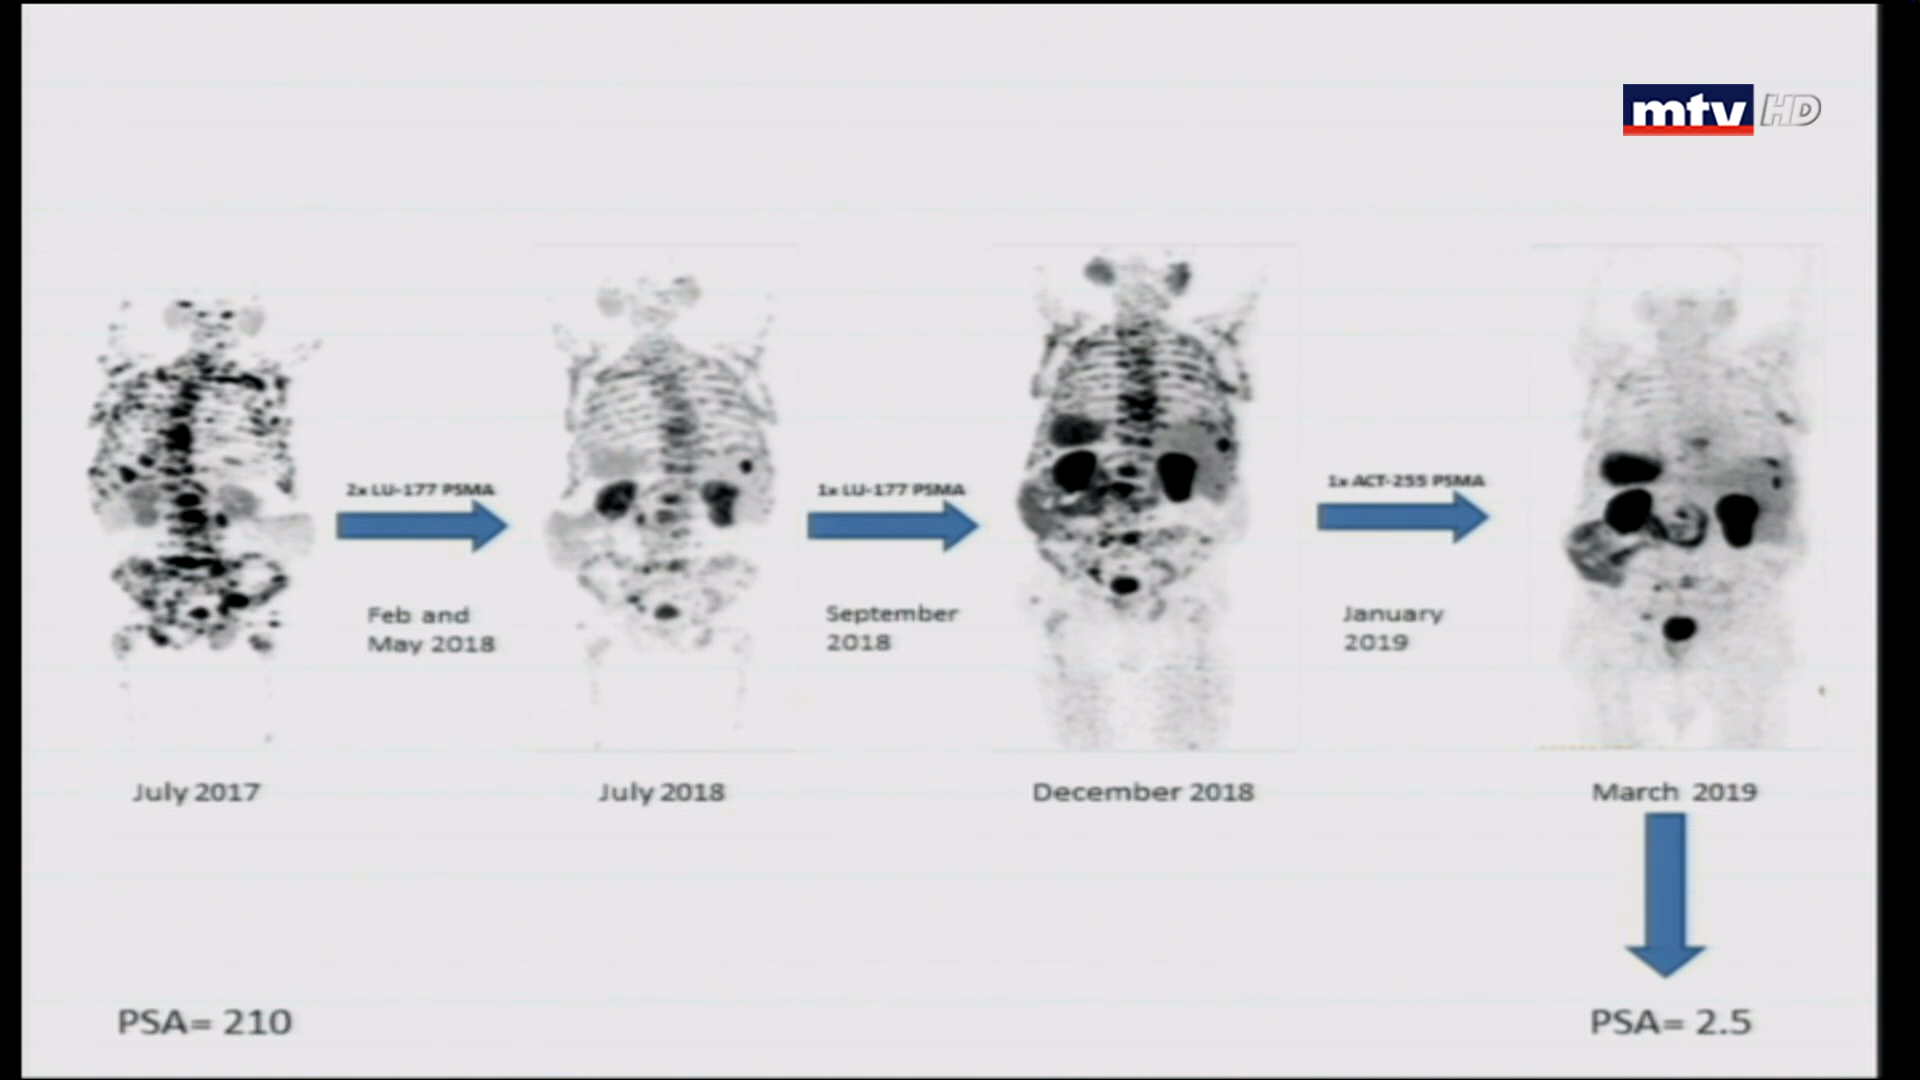 mtv HD
2x LU-177 PSMA
1x LU-177 PSMA
1x ACT-255 PSMA
Feb and
May 2018
September
2018
January
2019
July 2017
July 2018
December 2018
March 2019
PSA= 210
PSA= 2.5